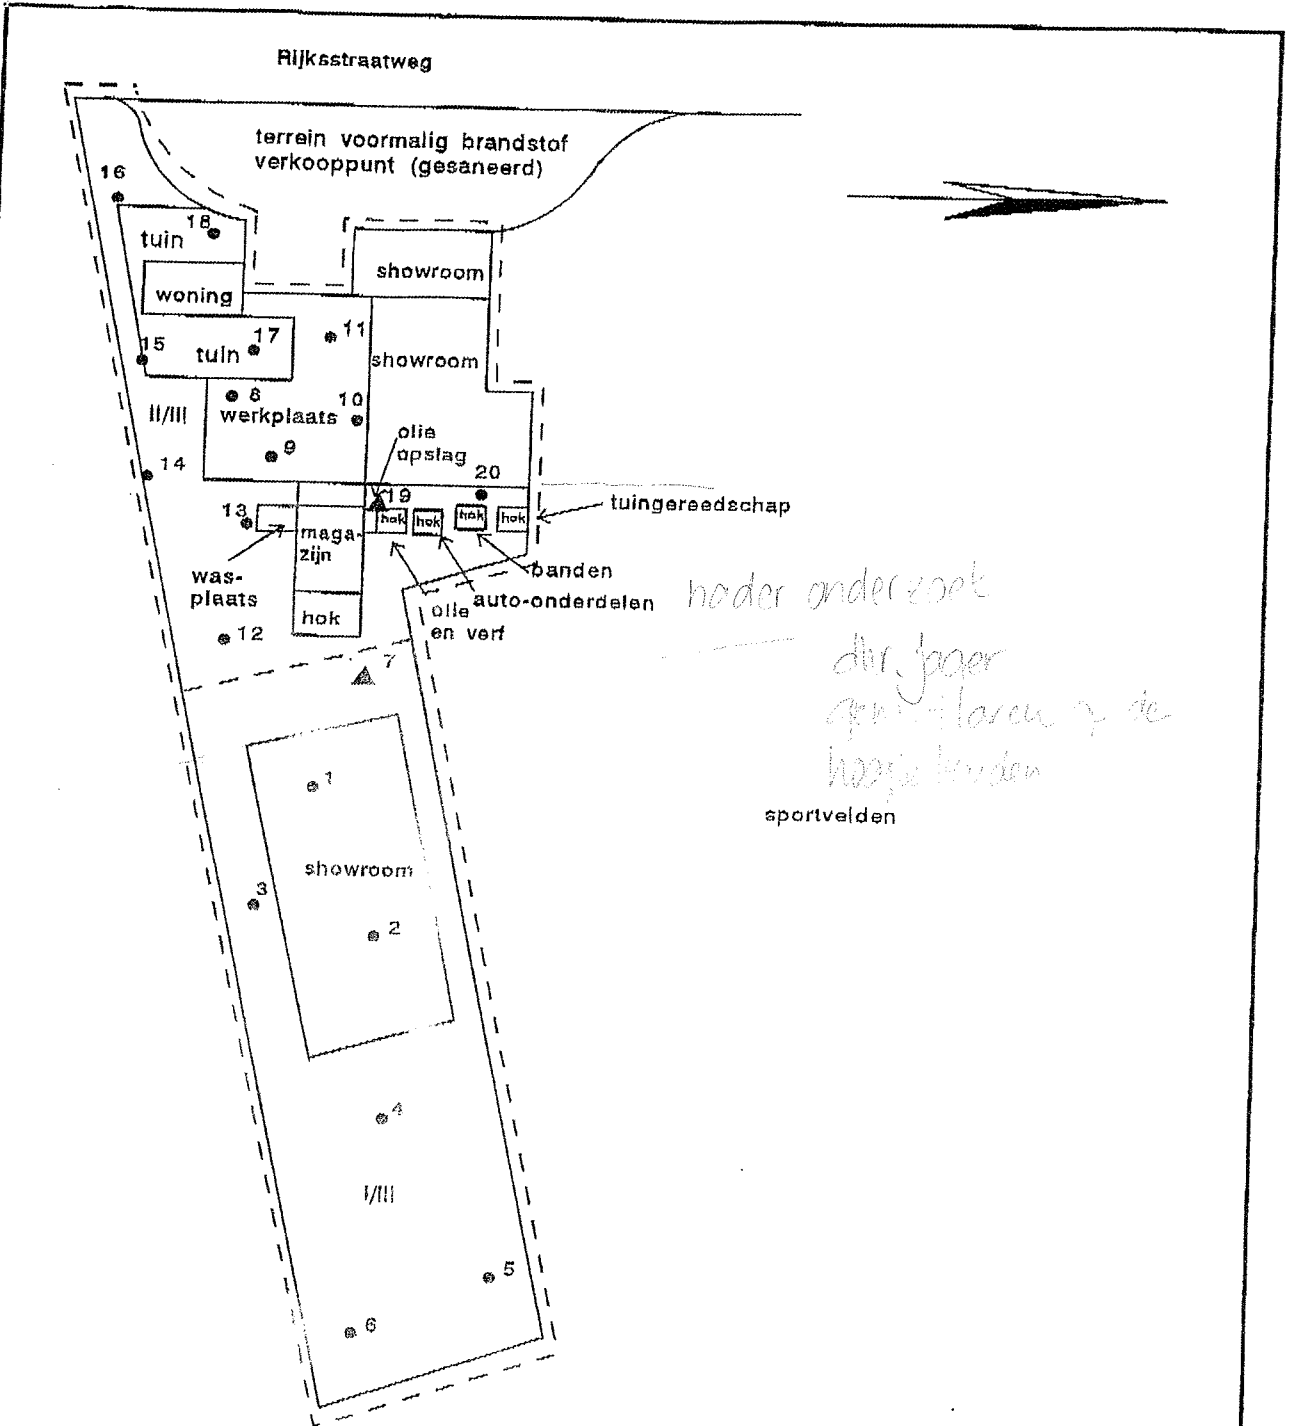 Rijksstraatweg
terrein voormalig brandstof
verkooppunt (gesaneerd)
16
18
tuin
showroom
woning
11
17
15
tuin
showroom
8
10
II/III
werkplaats
olie
opslag
9
14
20
19
tuingereedschap
13
hok
hok
hok
hok
maga-
zijn
was-
plaats
banden
auto-onderdelen
olie
en verf
hok
12
7
nader onderzoek
dhr. Jager
de
1
sportvelden
showroom
3
2
4
I/III
5
6